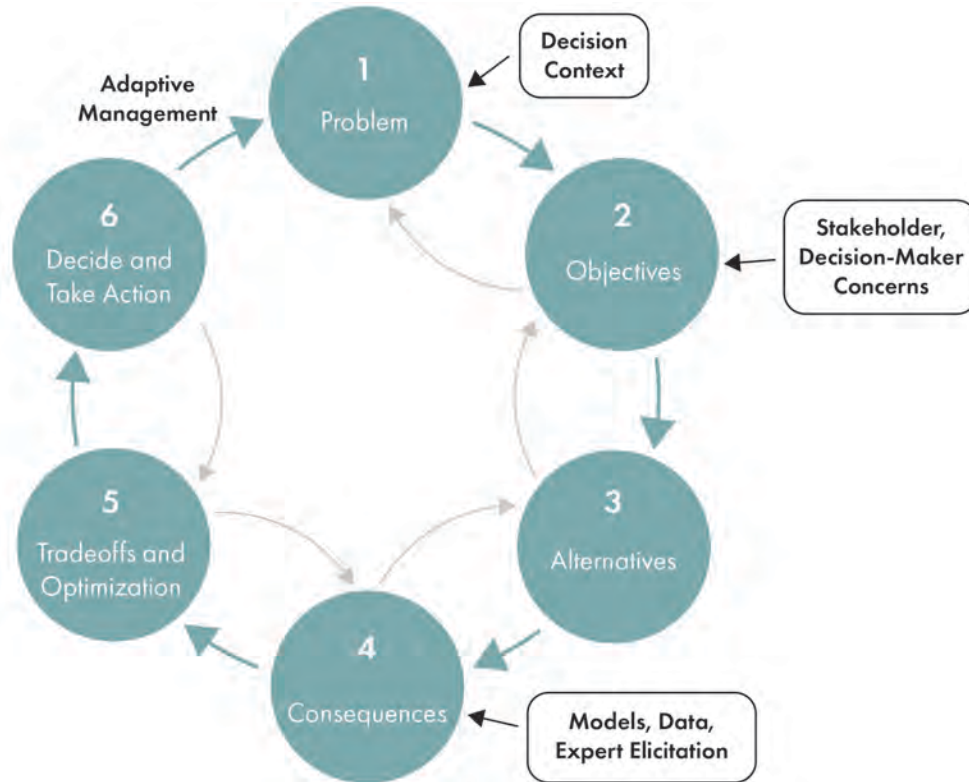 1
Problem
Decision
Context
Adaptive
Management
2
Objectives
Stakeholder,
Decision-Maker
Concerns
6
Decide and
Take Action
3
Alternatives
5
Tradeoffs and
Optimization
4
Consequences
Models, Data,
Expert Elicitation